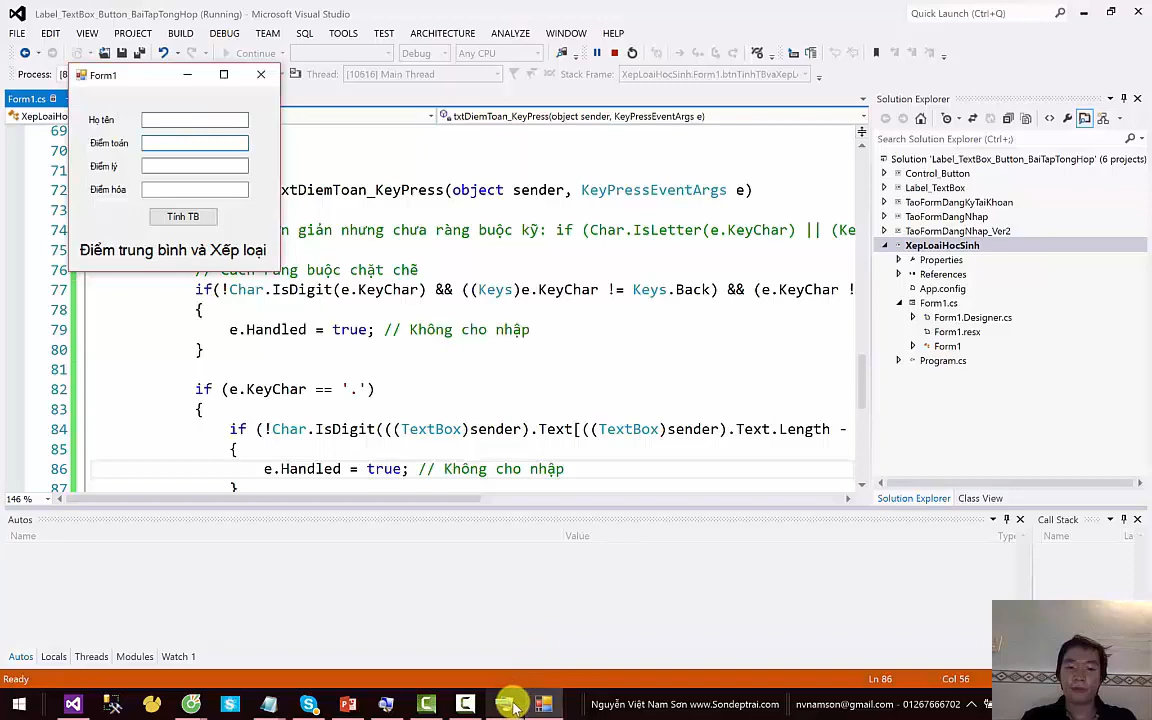 Label_TextBox_Button_BaiTapTongHop (Running) - Microsoft Visual Studio
Quick Launch (Ctrl+Q)
FILE EDIT VIEW PROJECT BUILD DEBUG TEAM SQL TOOLS TEST ARCHITECTURE ANALYZE WINDOW HELP
Continue Debug Any CPU
Process: Thread: [10616] Main Thread Stack Frame: XepLoaiHocSinh.Form1.btnTinhTBvaXepL
Form1
Form1.cs
XepLoaiHo
txtDiemToan_KeyPress(object sender, KeyPressEventArgs e)
Họ tên
Điểm toán
Điểm lý
Điểm hóa
Tính TB
Điểm trung bình và Xếp loại
69
70
71
72 txtDiemToan_KeyPress(object sender, KeyPressEventArgs e)
73
74 n giản nhưng chưa ràng buộc kỹ: if (Char.IsLetter(e.KeyChar) || (Ke
75
76 // Cách ràng buộc chặt chẽ
77 if(!Char.IsDigit(e.KeyChar) && ((Keys)e.KeyChar != Keys.Back) && (e.KeyChar !
78 {
79 e.Handled = true; // Không cho nhập
80 }
81
82 if (e.KeyChar == '.')
83 {
84 if (!Char.IsDigit(((TextBox)sender).Text[((TextBox)sender).Text.Length -
85 {
86 e.Handled = true; // Không cho nhập
87 }
146 %
Solution Explorer
Search Solution Explorer (Ctrl+;)
Solution 'Label_TextBox_Button_BaiTapTongHop' (6 projects)
Control_Button
Label_TextBox
TaoFormDangKyTaiKhoan
TaoFormDangNhap
TaoFormDangNhap_Ver2
XepLoaiHocSinh
Properties
References
App.config
Form1.cs
Form1.Designer.cs
Form1.resx
Form1
Program.cs
Solution Explorer Class View
Autos
Name Value Type
Call Stack
Name La
Autos Locals Threads Modules Watch 1
Ready Ln 86 Col 56
Nguyễn Việt Nam Sơn www.Sondeptrai.com nvnamson@gmail.com - 01267666702